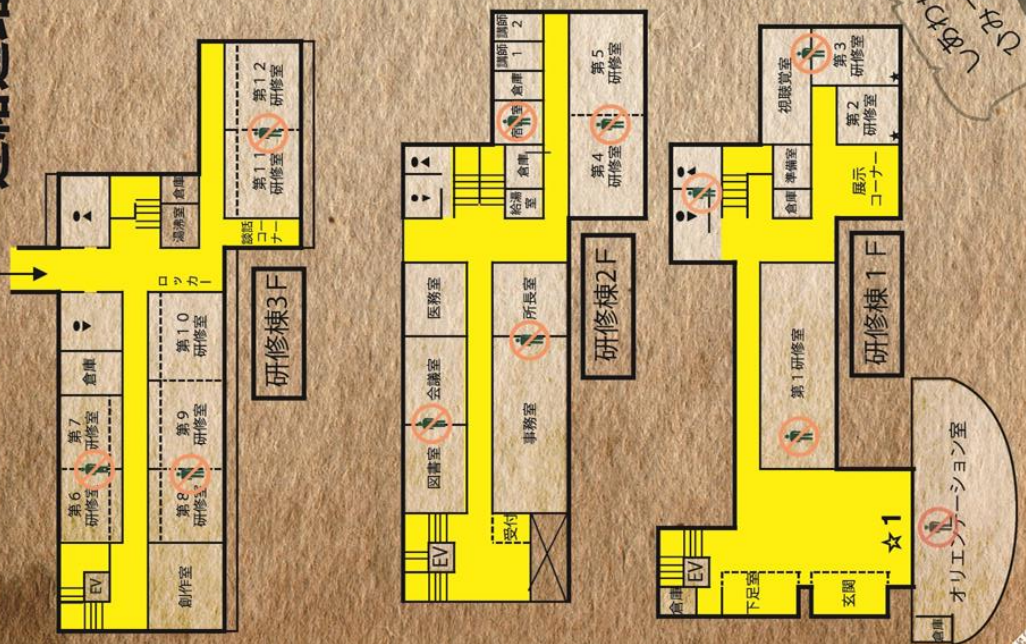 研修棟3F
第6
研修室
第7
研修室
倉庫
EV
創作室
第8
研修室
第9
研修室
第10
研修室
ロッカー
湯沸室
倉庫
談話
コー
ナー
第11
研修室
第12
研修室
研修棟2F
EV
図書室
会議室
医務室
受付
事務室
所長室
給湯
室
倉庫
倉庫
講師
1
講師
2
第4
研修室
第5
研修室
研修棟1F
倉庫
EV
下足室
玄関
☆1
第1研修室
倉庫
準備室
視聴覚室
展示
コーナー
第2
研修室
★
第3
研修室
★
オリエンテーション室
倉庫
しあわ